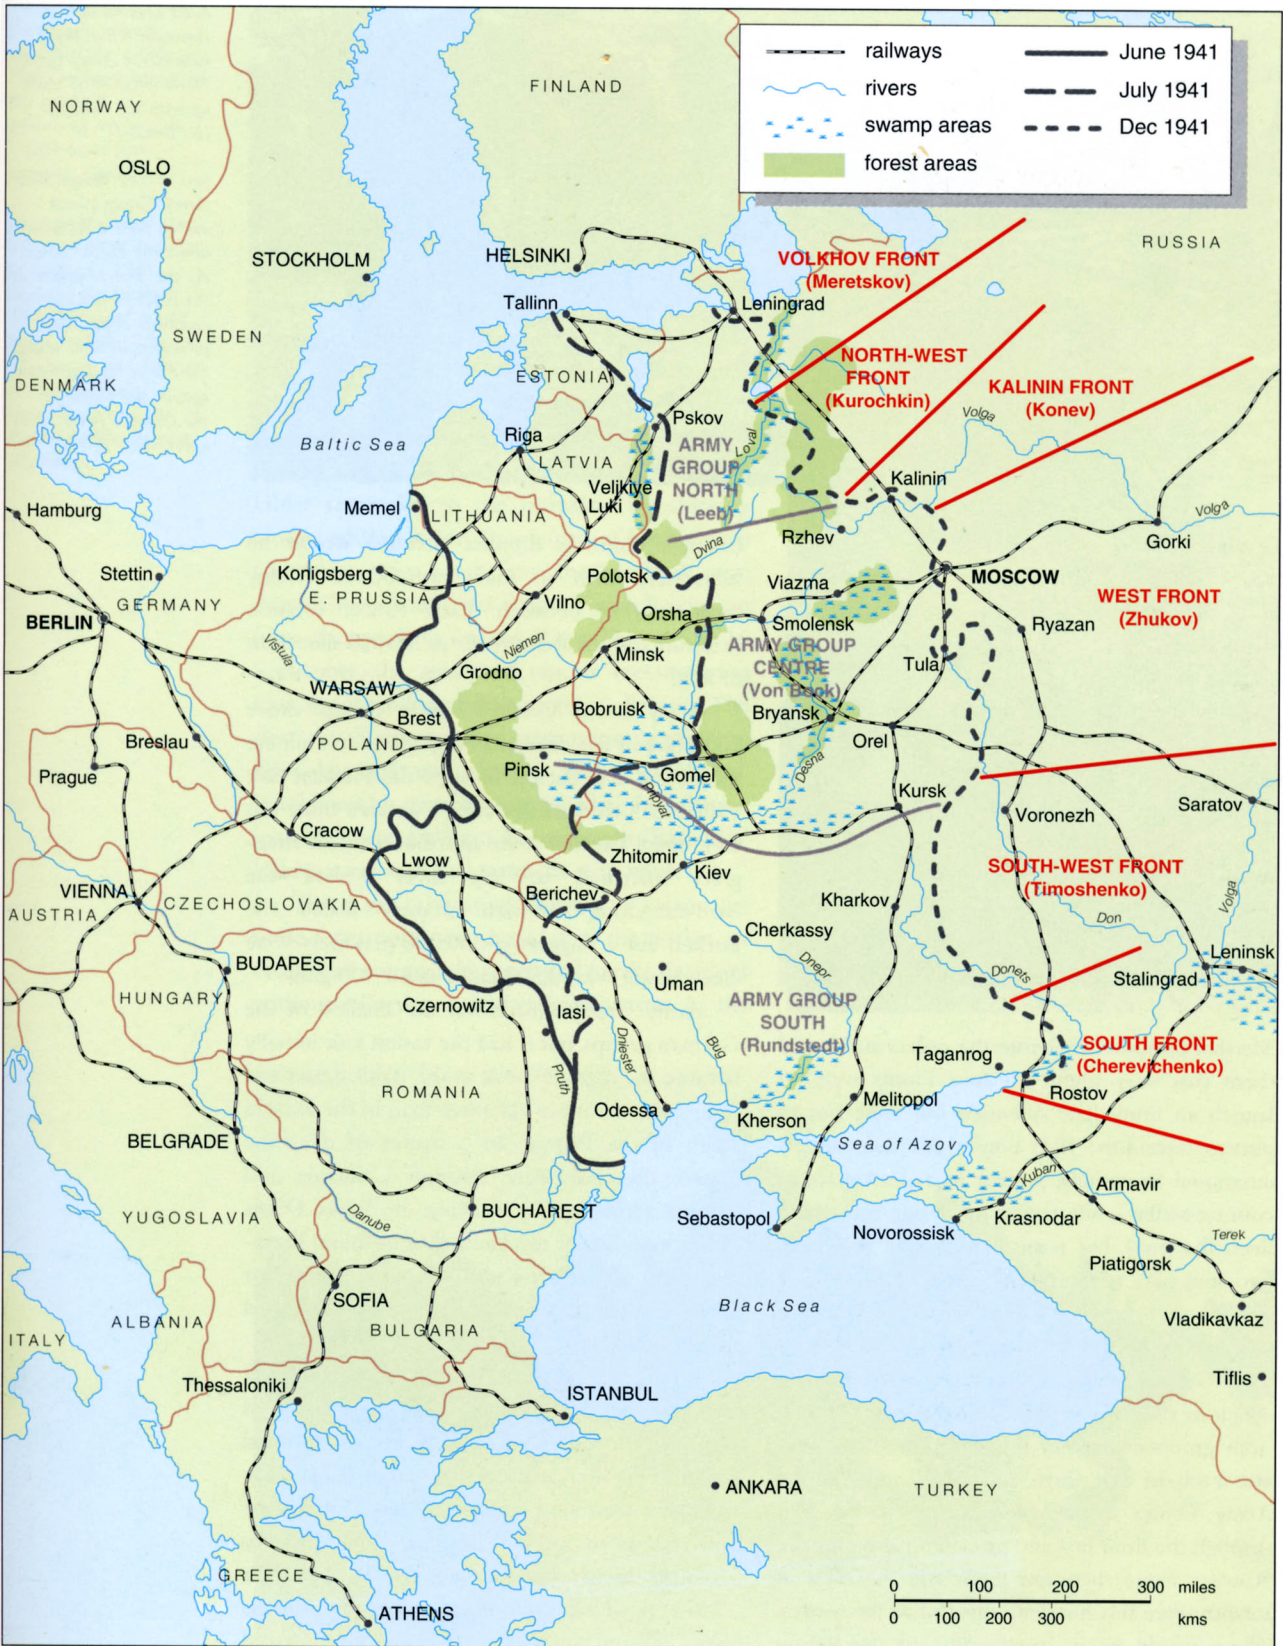 railways
rivers
swamp areas
forest areas
June 1941
July 1941
Dec 1941
NORWAY
FINLAND
OSLO
RUSSIA
STOCKHOLM
HELSINKI
VOLKHOV FRONT
(Meretskov)
Tallinn
Leningrad
SWEDEN
DENMARK
ESTONIA
NORTH-WEST
FRONT
(Kurochkin)
KALININ FRONT
(Konev)
Volga
Pskov
Baltic Sea
Riga
LATVIA
ARMY
GROUP
NORTH
(Leeb)
Loval
Velikiye
Luki
Kalinin
Hamburg
Memel
LITHUANIA
Rzhev
Dvina
Volga
Gorki
Stettin
Konigsberg
E. PRUSSIA
Polotsk
Viazma
MOSCOW
GERMANY
BERLIN
Vilno
Orsha
Smolensk
WEST FRONT
(Zhukov)
Ryazan
Vistula
Niemen
Grodno
Minsk
ARMY GROUP
CENTRE
(Von Bock)
Tula
WARSAW
Brest
Bobruisk
Bryansk
Breslau
POLAND
Orel
Prague
Pinsk
Gomel
Desna
Pripyat
Kursk
Saratov
Voronezh
Cracow
Lwow
Zhitomir
Kiev
SOUTH-WEST FRONT
(Timoshenko)
VIENNA
AUSTRIA
CZECHOSLOVAKIA
Berichev
Kharkov
Don
Volga
Cherkassy
BUDAPEST
Uman
Dnepr
Donets
Leninsk
Stalingrad
HUNGARY
Czernowitz
Iasi
ARMY GROUP
SOUTH
(Rundstedt)
Dniester
Bug
Taganrog
SOUTH FRONT
(Cherevichenko)
Pruth
ROMANIA
Odessa
Kherson
Melitopol
Rostov
BELGRADE
Sea of Azov
Kuban
Armavir
YUGOSLAVIA
Danube
BUCHAREST
Sebastopol
Novorossisk
Krasnodar
Terek
Piatigorsk
SOFIA
Black Sea
ALBANIA
BULGARIA
Vladikavkaz
ITALY
Thessaloniki
ISTANBUL
Tiflis
ANKARA
TURKEY
GREECE
ATHENS
0 100 200 300 miles
0 100 200 300 kms